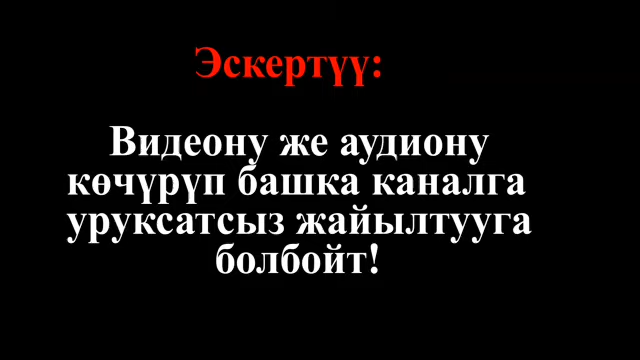 Эскертүү:
Видеону же аудиону
көчүрүп башка каналга
уруксатсыз жайылтууга
болбойт!